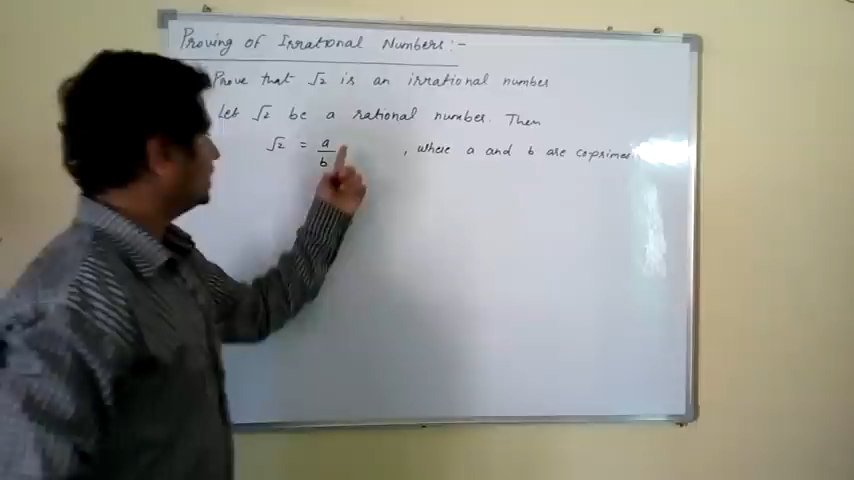 Proving of Irrational Numbers:-
Prove that √2 is an irrational number
Let √2 be a rational number. Then
√2 = a/b , where a and b are coprimes